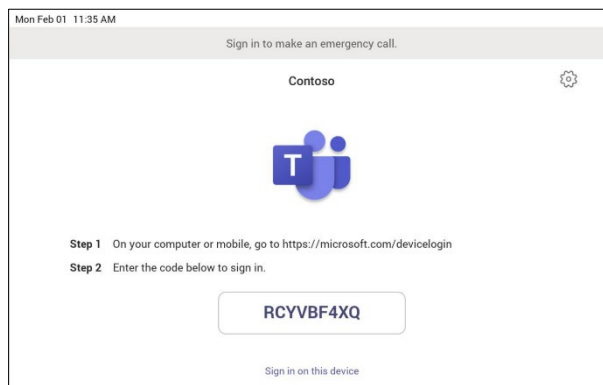 Mon Feb 01 11:35 AM
Sign in to make an emergency call.
Contoso
T
Step 1 On your computer or mobile, go to https://microsoft.com/devicelogin
Step 2 Enter the code below to sign in.
RCYVBF4XQ
Sign in on this device